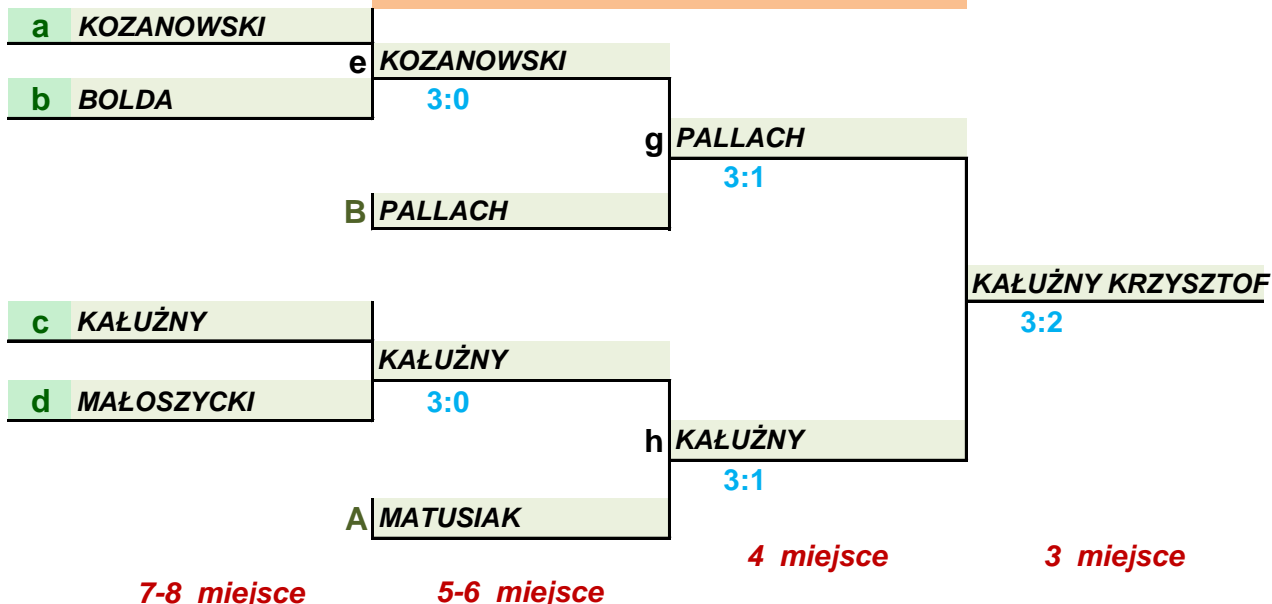 a KOZANOWSKI
e KOZANOWSKI
b BOLDA
3:0
g PALLACH
3:1
B PALLACH
KAŁUŻNY KRZYSZTOF
3:2
c KAŁUŻNY
KAŁUŻNY
d MAŁOSZYCKI
3:0
h KAŁUŻNY
3:1
A MATUSIAK
4 miejsce
3 miejsce
7-8 miejsce
5-6 miejsce